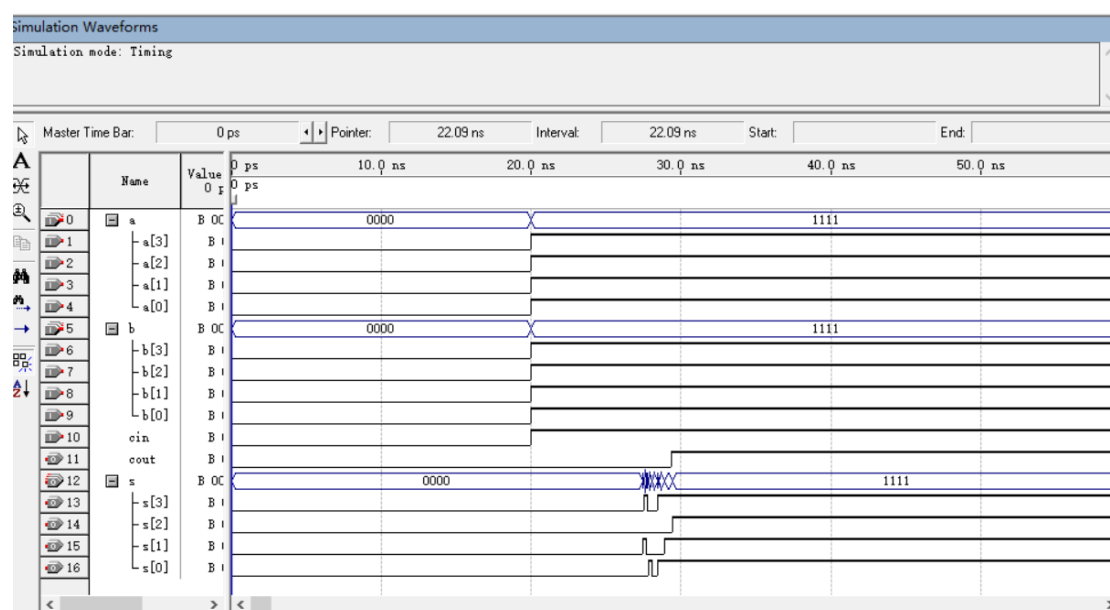 Simulation Waveforms
Simulation mode: Timing
Master Time Bar: 0 ps Pointer: 22.09 ns Interval: 22.09 ns Start: End:
Name Value 0 ps 10.0 ns 20.0 ns 30.0 ns 40.0 ns 50.0 ns
0 p 0 ps
0 a B 00 0000 1111
1 a[3] B
2 a[2] B
3 a[1] B
4 a[0] B
5 b B 00 0000 1111
6 b[3] B
7 b[2] B
8 b[1] B
9 b[0] B
10 cin B
11 cout B
12 s B 00 0000 1111
13 s[3] B
14 s[2] B
15 s[1] B
16 s[0] B